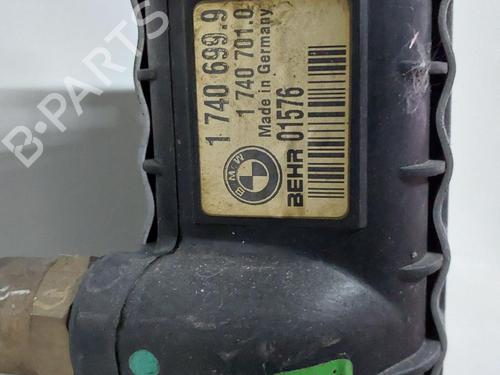 1 740 699.9
1 740 701.0
Made in Germany
01576
BEHR
BMW
B-Parts